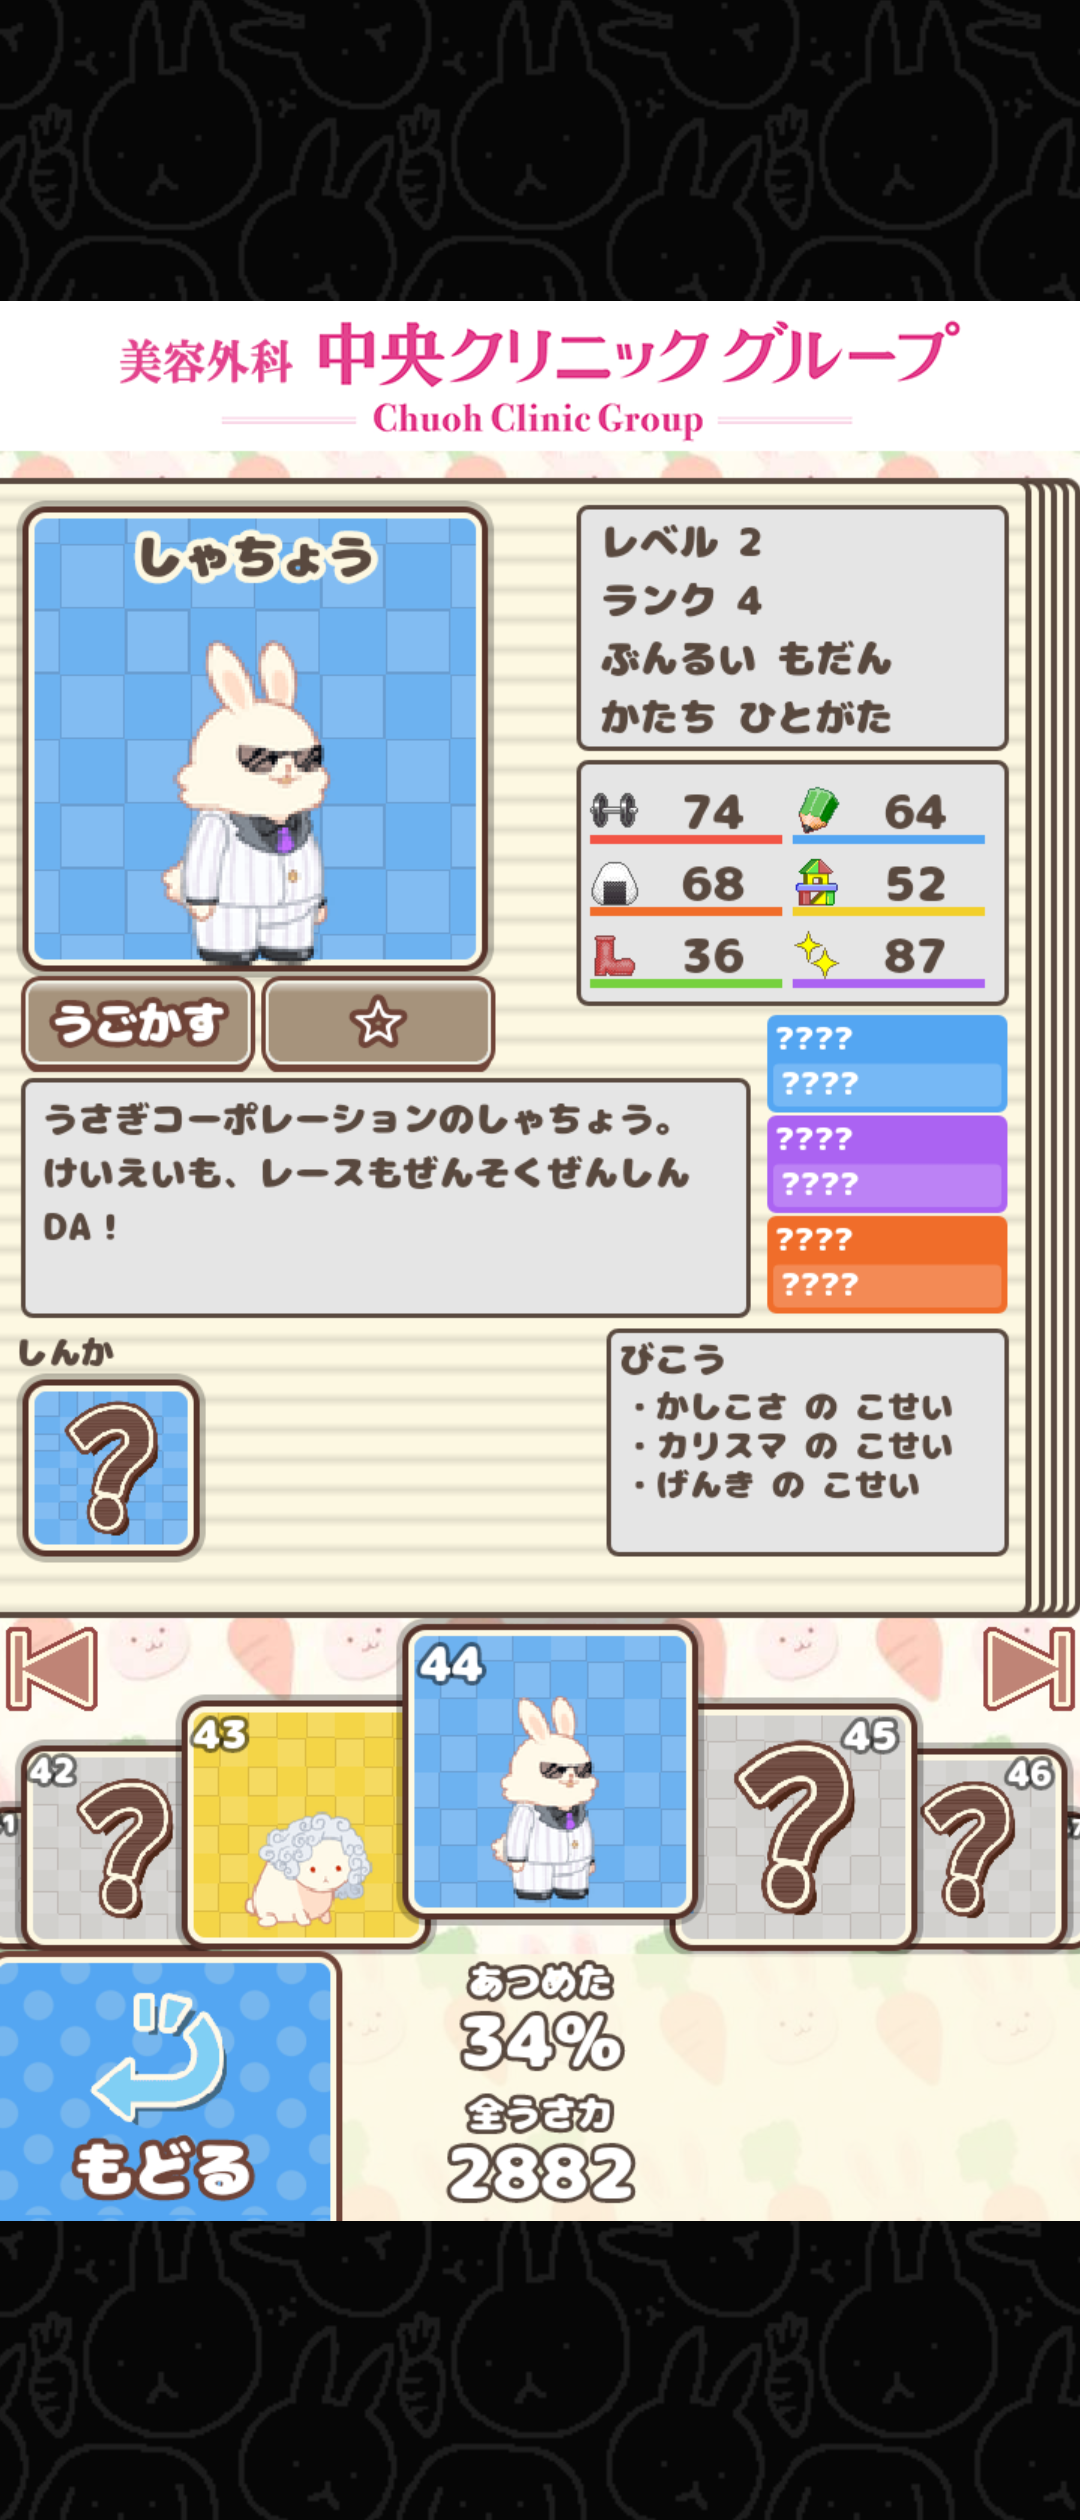 美容外科 中央クリニックグループ
Chuoh Clinic Group
しゃちょう
レベル 2
ランク 4
ぶんるい もだん
かたち ひとがた
74 64
68 52
36 87
うごかす
????
????
????
????
????
????
うさぎコーポレーションのしゃちょう。
けいえいも、レースもぜんそくぜんしん
DA!
しんか
?
びこう
・かしこさ の こせい
・カリスマ の こせい
・げんき の こせい
42 ?
43
44
45 ?
46 ?
もどる
あつめた
34%
全うさ力
2882